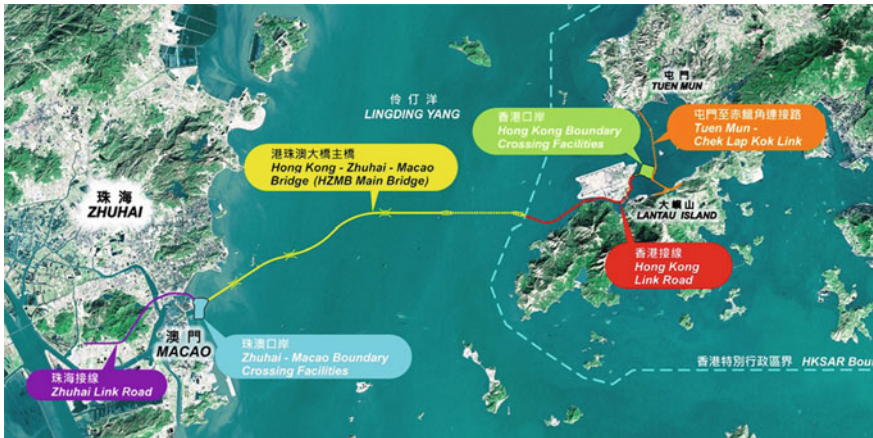 屯門
TUEN MUN
伶仃洋
LINGDING YANG
香港口岸
Hong Kong Boundary
Crossing Facilities
屯門至赤鱲角連接路
Tuen Mun -
Chek Lap Kok Link
港珠澳大橋主橋
Hong Kong - Zhuhai - Macao
Bridge (HZMB Main Bridge)
珠海
ZHUHAI
大嶼山
LANTAU ISLAND
香港接線
Hong Kong
Link Road
澳門
MACAO
珠澳口岸
Zhuhai - Macao Boundary
Crossing Facilities
香港特別行政區界 HKSAR Bou
珠海接線
Zhuhai Link Road